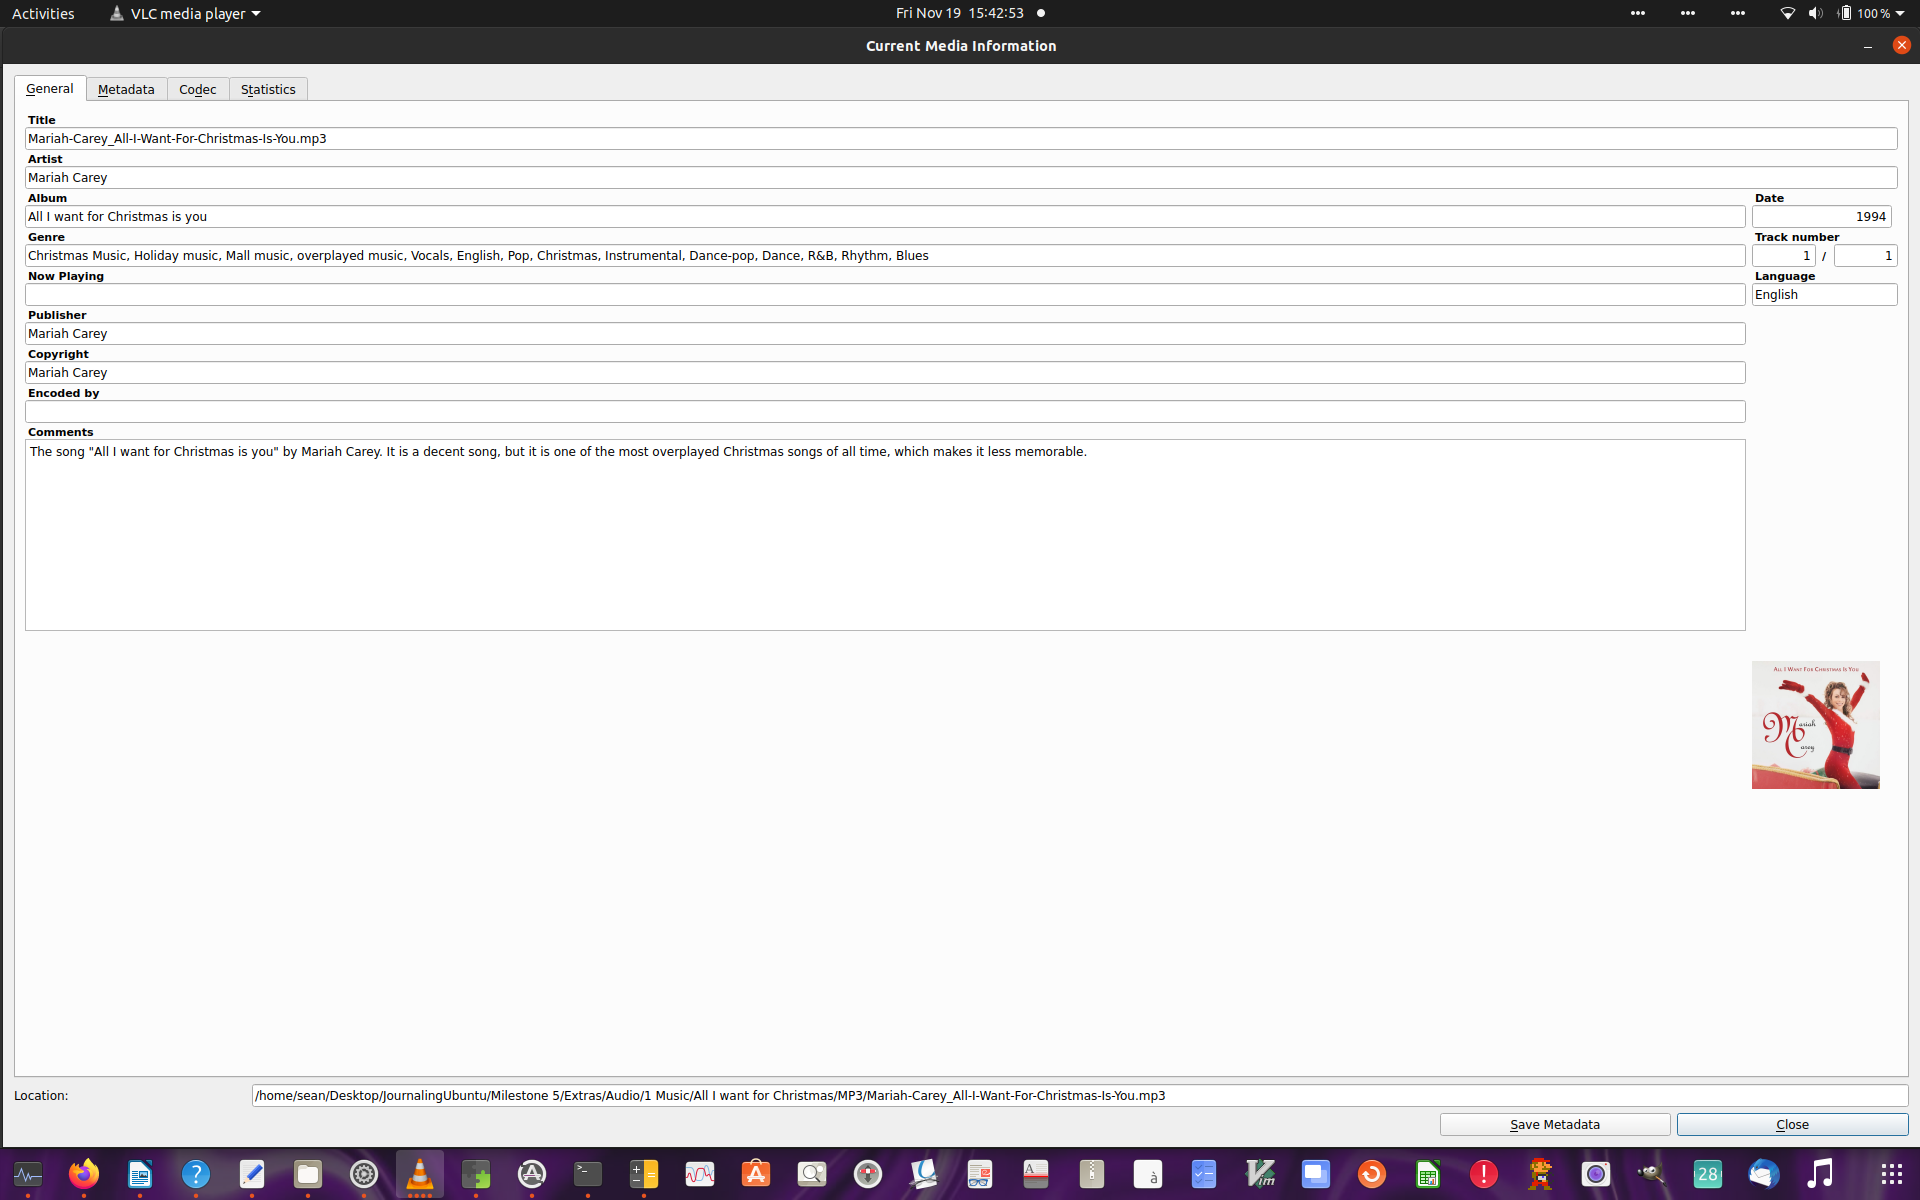 Activities
VLC media player
Fri Nov 19 15:42:53
100 %
Current Media Information
General
Metadata
Codec
Statistics
Title
Mariah-Carey_All-I-Want-For-Christmas-Is-You.mp3
Artist
Mariah Carey
Album
Date
All I want for Christmas is you
1994
Genre
Track number
Christmas Music, Holiday music, Mall music, overplayed music, Vocals, English, Pop, Christmas, Instrumental, Dance-pop, Dance, R&B, Rhythm, Blues
1 / 1
Now Playing
Language
English
Publisher
Mariah Carey
Copyright
Mariah Carey
Encoded by
Comments
The song "All I want for Christmas is you" by Mariah Carey. It is a decent song, but it is one of the most overplayed Christmas songs of all time, which makes it less memorable.
All I Want For Christmas Is You
Mariah
Carey
Location:
/home/sean/Desktop/JournalingUbuntu/Milestone 5/Extras/Audio/1 Music/All I want for Christmas/MP3/Mariah-Carey_All-I-Want-For-Christmas-Is-You.mp3
Save Metadata
Close
28